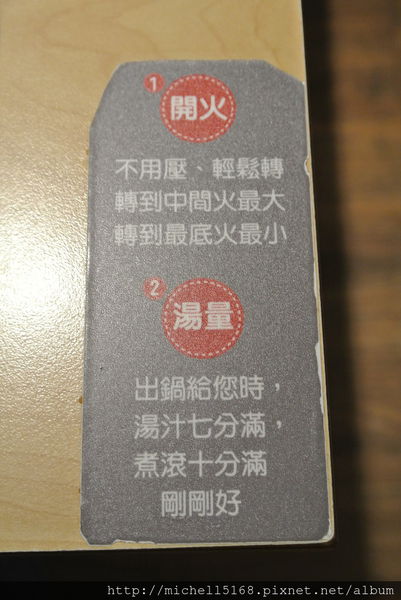 1 開火
不用壓、輕鬆轉
轉到中間火最大
轉到最底火最小
2 湯量
出鍋給您時，
湯汁七分滿，
煮滾十分滿
剛剛好
http://michell5168.pixnet.net/album